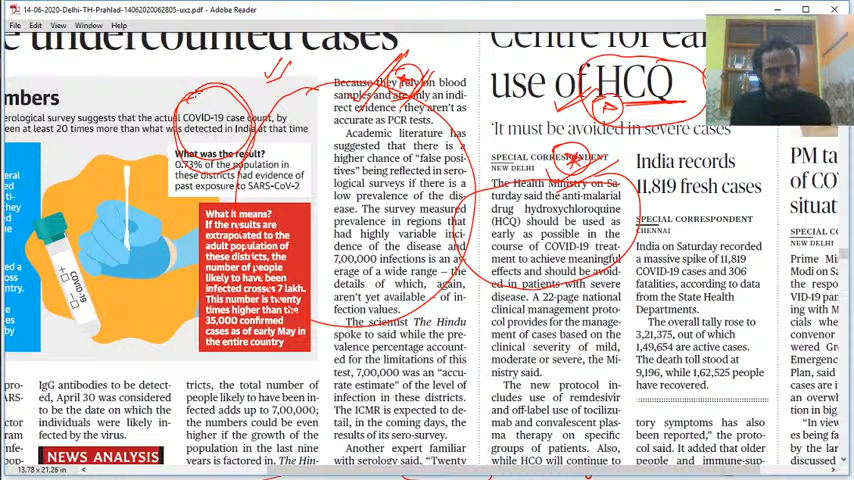 14-06-2020-Delhi-TH-Prahlad-14062020062805-uxz.pdf - Adobe Reader
File Edit View Window Help
e undercounted cases
mbers
erological survey suggests that the actual COVID-19 case count, by
een at least 20 times more than what was detected in India at that time
What was the result?
0.73% of the population in
these districts had evidence of
past exposure to SARS-CoV-2
What it means?
If the results are
extrapolated to the
adult population of
these districts, the
number of people
likely to have been
infected crosses 7 lakh.
This number is twenty
times higher than the
35,000 confirmed
cases as of early May in
the entire country
COVID-19
eral
d a
ross
ntry.
ere
by
pro-
ARS-
ctor
ram
nfe-
pop-
IgG antibodies to be detect-
ed, April 30 was considered
to be the date on which the
individuals were likely in-
fected by the virus.
NEWS ANALYSIS
tricts, the total number of
people likely to have been in-
fected adds up to 7,00,000;
the numbers could be even
higher if the growth of the
population in the last nine
years is factored in. The Hin-
Because they rely on blood
samples and are only an indi-
rect evidence, they aren't as
accurate as PCR tests.
Academic literature has
suggested that there is a
higher chance of "false posi-
tives" being reflected in sero-
logical surveys if there is a
low prevalence of the dis-
ease. The survey measured
prevalence in regions that
had highly variable inci-
dence of the disease and
7,00,000 infections is an av-
erage of a wide range – the
details of which, again,
aren't yet available – of in-
fection values.
The scientist The Hindu
spoke to said while the pre-
valence percentage account-
ed for the limitations of this
test, 7,00,000 was an "accu-
rate estimate" of the level of
infection in these districts.
The ICMR is expected to de-
tail, in the coming days, the
results of its sero-survey.
Another expert familiar
with serology said. "Twenty
Centre for ea
use of HCQ
'It must be avoided in severe cases'
SPECIAL CORRESPONDENT
NEW DELHI
The Health Ministry on Sa-
turday said the anti-malarial
drug hydroxychloroquine
(HCQ) should be used as
early as possible in the
course of COVID-19 treat-
ment to achieve meaningful
effects and should be avoid-
ed in patients with severe
disease. A 22-page national
clinical management proto-
col provides for the manage-
ment of cases based on the
clinical severity of mild,
moderate or severe, the Mi-
nistry said.
The new protocol in-
cludes use of remdesivir
and off-label use of tocilizu-
mab and convalescent plas-
ma therapy on specific
groups of patients. Also,
while HCQ will continue to
India records
11,819 fresh cases
SPECIAL CORRESPONDENT
CHENNAI
India on Saturday recorded
a massive spike of 11,819
COVID-19 cases and 306
fatalities, according to data
from the State Health
Departments.
The overall tally rose to
3,21,375, out of which
1,49,654 are active cases.
The death toll stood at
9,196, while 1,62,525 people
have recovered.
tory symptoms has also
been reported," the proto-
col said. It added that older
people and immune-sup-
PM ta
of CO
situat
SPECIAL CO
NEW DELHI
Prime Mi
Modi on Sa
the respo
VID-19 pan
ing with M
cials whe
convenor
wered Gr
Emergenc
Plan, said
cases are i
an overwh
tion in big
"In view
es being fa
by the lar
discussed
13.78 x 21.26 in